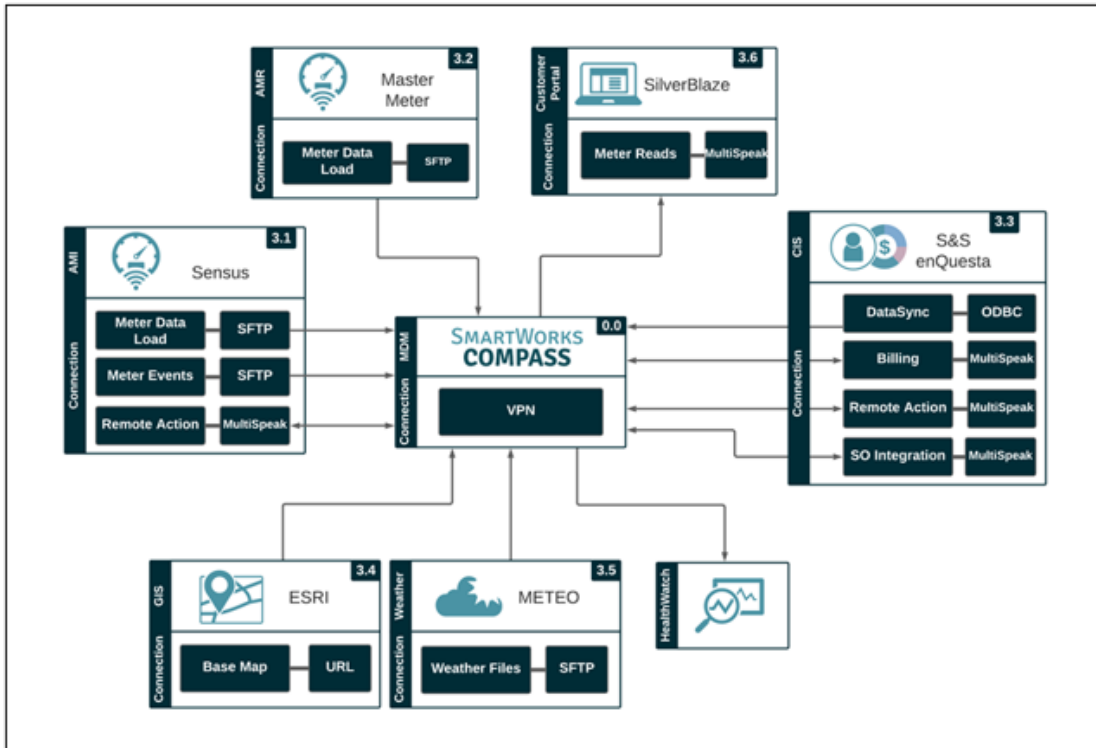 AMR
Connection
3.2
Master
Meter
Meter Data
Load
SFTP
Customer
Portal
Connection
3.6
SilverBlaze
Meter Reads
MultiSpeak
AMI
Connection
3.1
Sensus
Meter Data
Load
SFTP
Meter Events
SFTP
Remote Action
MultiSpeak
MDM
Connection
0.0
SMARTWORKS
COMPASS
VPN
CIS
Connection
3.3
$
S&S
enQuesta
DataSync
ODBC
Billing
MultiSpeak
Remote Action
MultiSpeak
SO Integration
MultiSpeak
GIS
Connection
3.4
ESRI
Base Map
URL
Weather
Connection
3.5
METEO
Weather Files
SFTP
HealthWatch